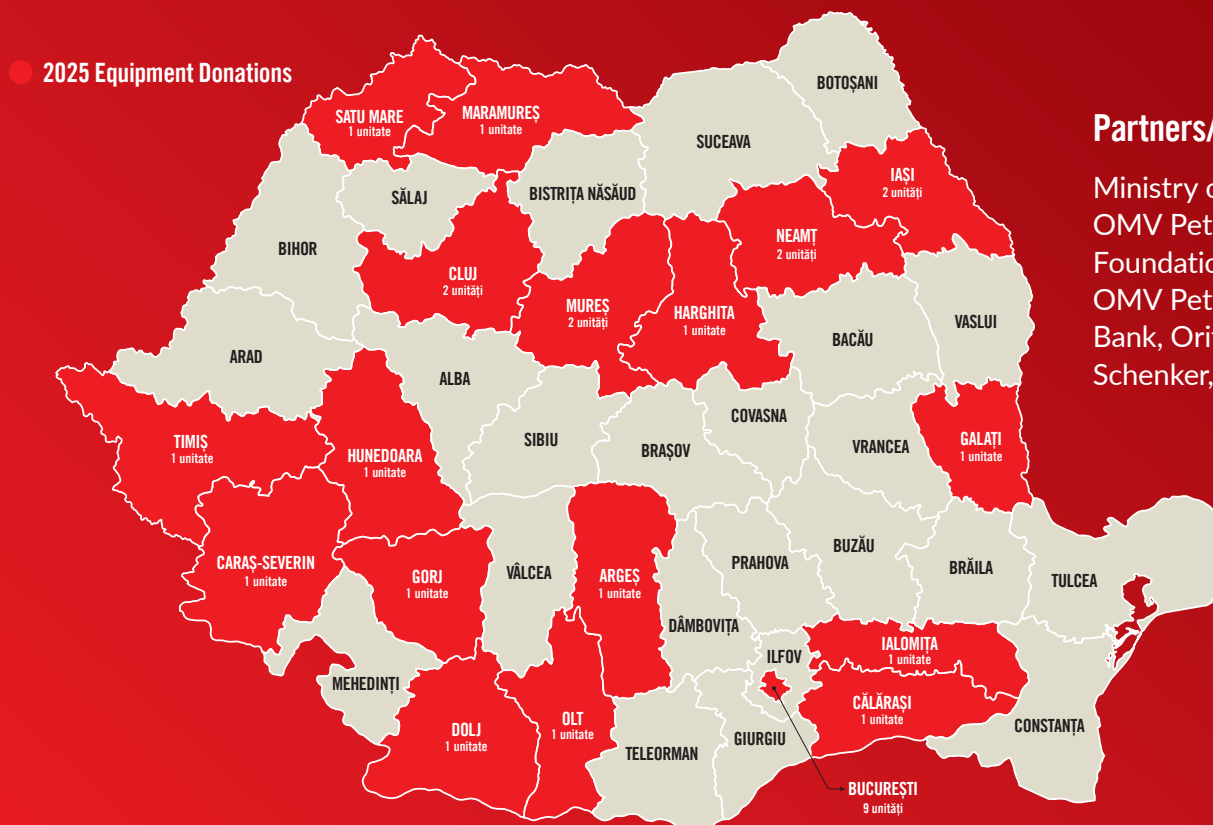 2025 Equipment Donations
BOTOȘANI
SATU MARE
1 unitate
MARAMUREȘ
1 unitate
SUCEAVA
IAȘI
2 unități
SĂLAJ
BISTRIȚA NĂSĂUD
BIHOR
NEAMȚ
2 unități
CLUJ
2 unități
MUREȘ
2 unități
HARGHITA
1 unitate
VASLUI
BACĂU
ARAD
ALBA
COVASNA
SIBIU
BRAȘOV
VRANCEA
GALAȚI
1 unitate
TIMIȘ
1 unitate
HUNEDOARA
1 unitate
CARAȘ-SEVERIN
1 unitate
GORJ
1 unitate
VÂLCEA
ARGEȘ
1 unitate
PRAHOVA
BUZĂU
BRĂILA
TULCEA
DÂMBOVIȚA
ILFOV
IALOMIȚA
1 unitate
MEHEDINȚI
CĂLĂRAȘI
1 unitate
DOLJ
1 unitate
OLT
1 unitate
TELEORMAN
GIURGIU
CONSTANȚA
BUCUREȘTI
9 unități
Partners/
Ministry
OMV Pet
Foundatio
OMV Pet
Bank, Ori
Schenker,